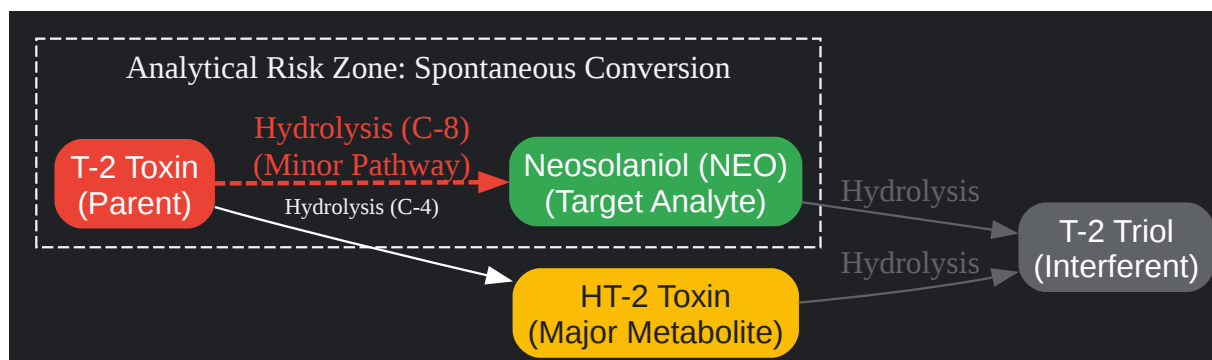 Analytical Risk Zone: Spontaneous Conversion
T-2 Toxin
(Parent)
Hydrolysis (C-8)
(Minor Pathway)
Hydrolysis (C-4)
Neosolaniol (NEO)
(Target Analyte)
HT-2 Toxin
(Major Metabolite)
Hydrolysis
Hydrolysis
T-2 Triol
(Interferent)